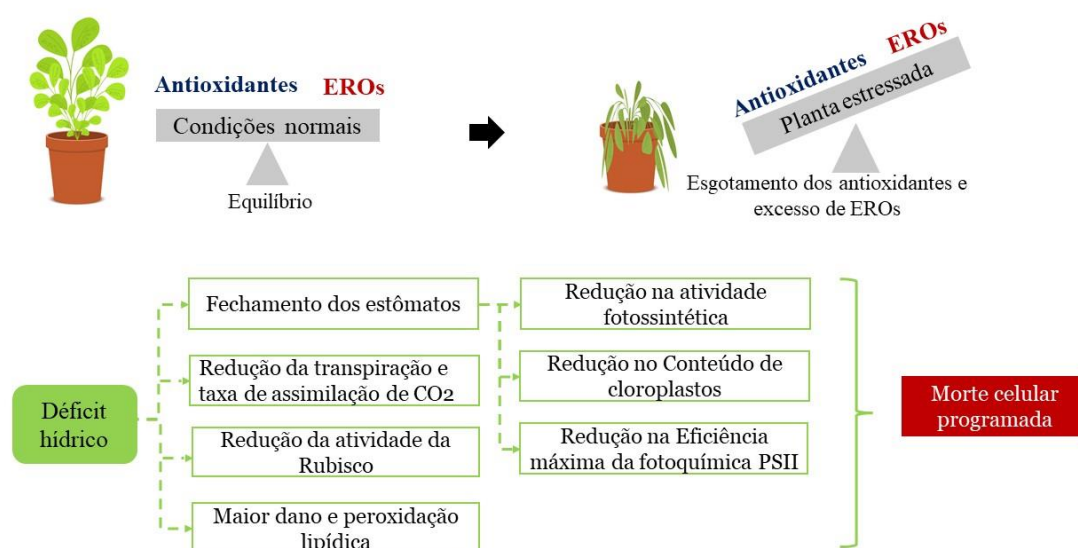 Antioxidantes EROs
Condições normais
Equilíbrio
Antioxidantes EROs
Planta estressada
Esgotamento dos antioxidantes e
excesso de EROs
Déficit
hídrico
Fechamento dos estômatos
Redução da transpiração e
taxa de assimilação de CO2
Redução da atividade da
Rubisco
Maior dano e peroxidação
lipídica
Redução na atividade
fotossintética
Redução no Conteúdo de
cloroplastos
Redução na Eficiência
máxima da fotoquímica PSII
Morte celular
programada